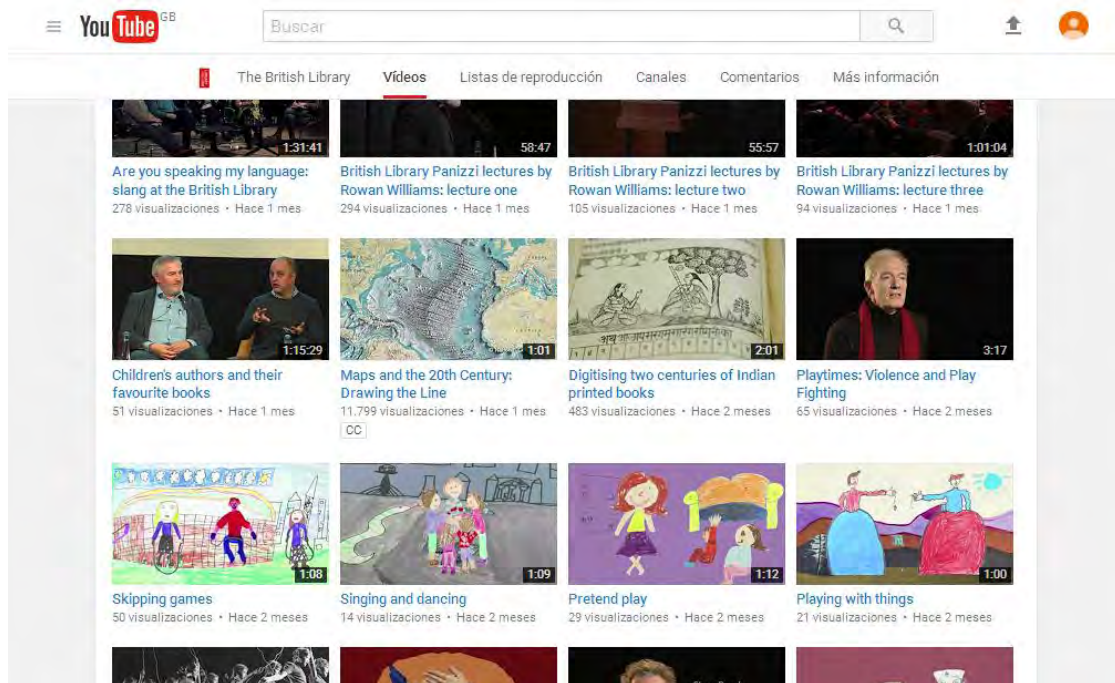 YouTube GB
Buscar
The British Library Vídeos Listas de reproducción Canales Comentarios Más información
1:31:41 58:47 55:57 1:01:04
Are you speaking my language: slang at the British Library
278 visualizaciones • Hace 1 mes
British Library Panizzi lectures by Rowan Williams: lecture one
294 visualizaciones • Hace 1 mes
British Library Panizzi lectures by Rowan Williams: lecture two
105 visualizaciones • Hace 1 mes
British Library Panizzi lectures by Rowan Williams: lecture three
94 visualizaciones • Hace 1 mes
1:15:29 1:01 2:01 3:17
Children's authors and their favourite books
51 visualizaciones • Hace 1 mes
Maps and the 20th Century: Drawing the Line
11.799 visualizaciones • Hace 1 mes
CC
Digitising two centuries of Indian printed books
483 visualizaciones • Hace 2 meses
Playtimes: Violence and Play Fighting
65 visualizaciones • Hace 2 meses
1:08 1:09 1:12 1:00
Skipping games
50 visualizaciones • Hace 2 meses
Singing and dancing
14 visualizaciones • Hace 2 meses
Pretend play
29 visualizaciones • Hace 2 meses
Playing with things
21 visualizaciones • Hace 2 meses